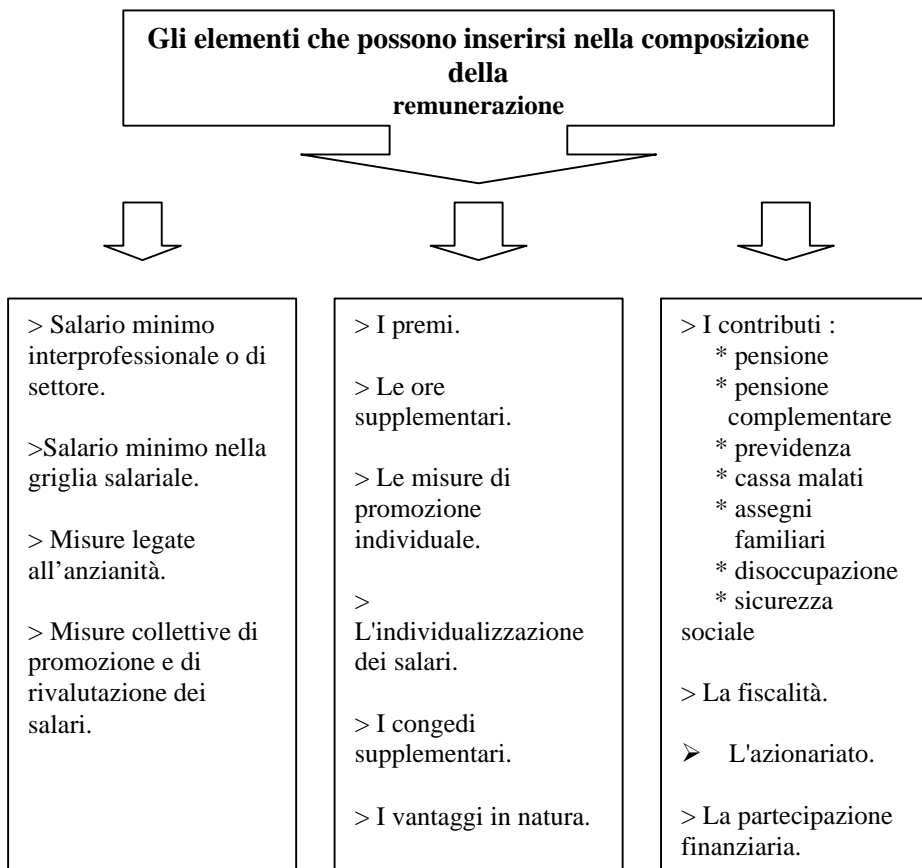 Gli elementi che possono inserirsi nella composizione
della
remunerazione
> Salario minimo
interprofessionale o di
settore.
>Salario minimo nella
griglia salariale.
> Misure legate
all’anzianità.
> Misure collettive di
promozione e di
rivalutazione dei
salari.
> I premi.
> Le ore
supplementari.
> Le misure di
promozione
individuale.
>
L'individualizzazione
dei salari.
> I congedi
supplementari.
> I vantaggi in natura.
> I contributi :
* pensione
* pensione
complementare
* previdenza
* cassa malati
* assegni
familiari
* disoccupazione
* sicurezza
sociale
> La fiscalità.
➢ L'azionariato.
> La partecipazione
finanziaria.